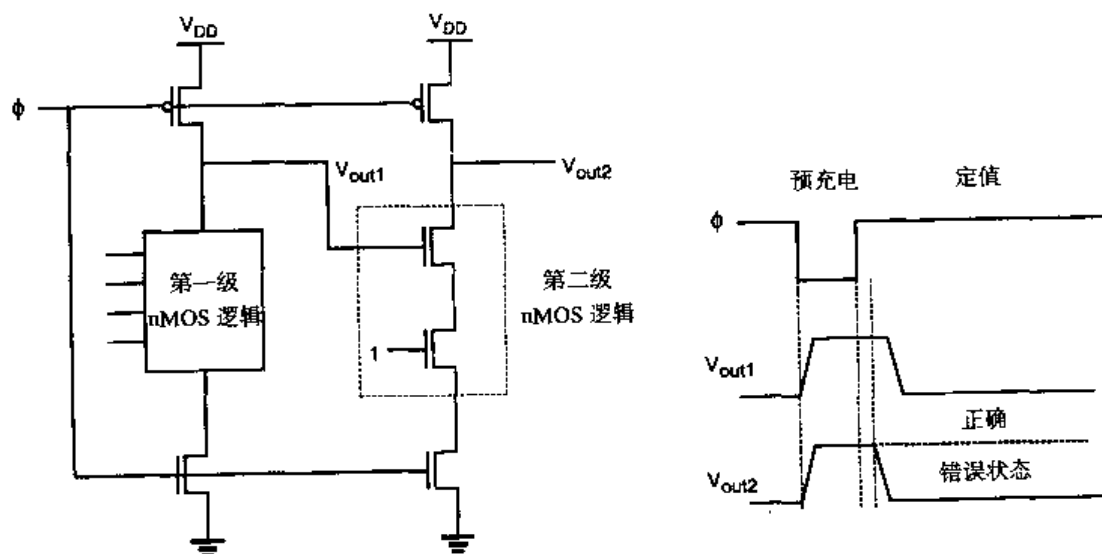 V_DD
V_DD
ϕ
V_out1
V_out2
第一级
nMOS 逻辑
第二级
nMOS 逻辑
1
预充电
定值
ϕ
V_out1
正确
V_out2
错误状态